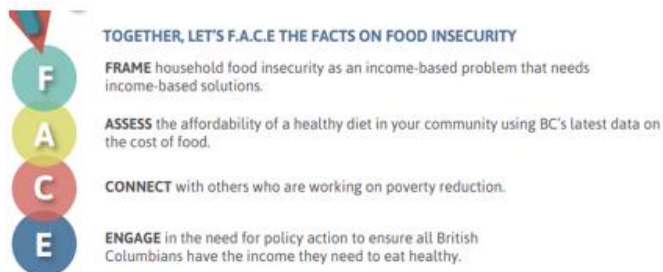 TOGETHER, LET'S F.A.C.E THE FACTS ON FOOD INSECURITY
F
FRAME household food insecurity as an income-based problem that needs
income-based solutions.
A
ASSESS the affordability of a healthy diet in your community using BC's latest data on
the cost of food.
C
CONNECT with others who are working on poverty reduction.
E
ENGAGE in the need for policy action to ensure all British
Columbians have the income they need to eat healthy.